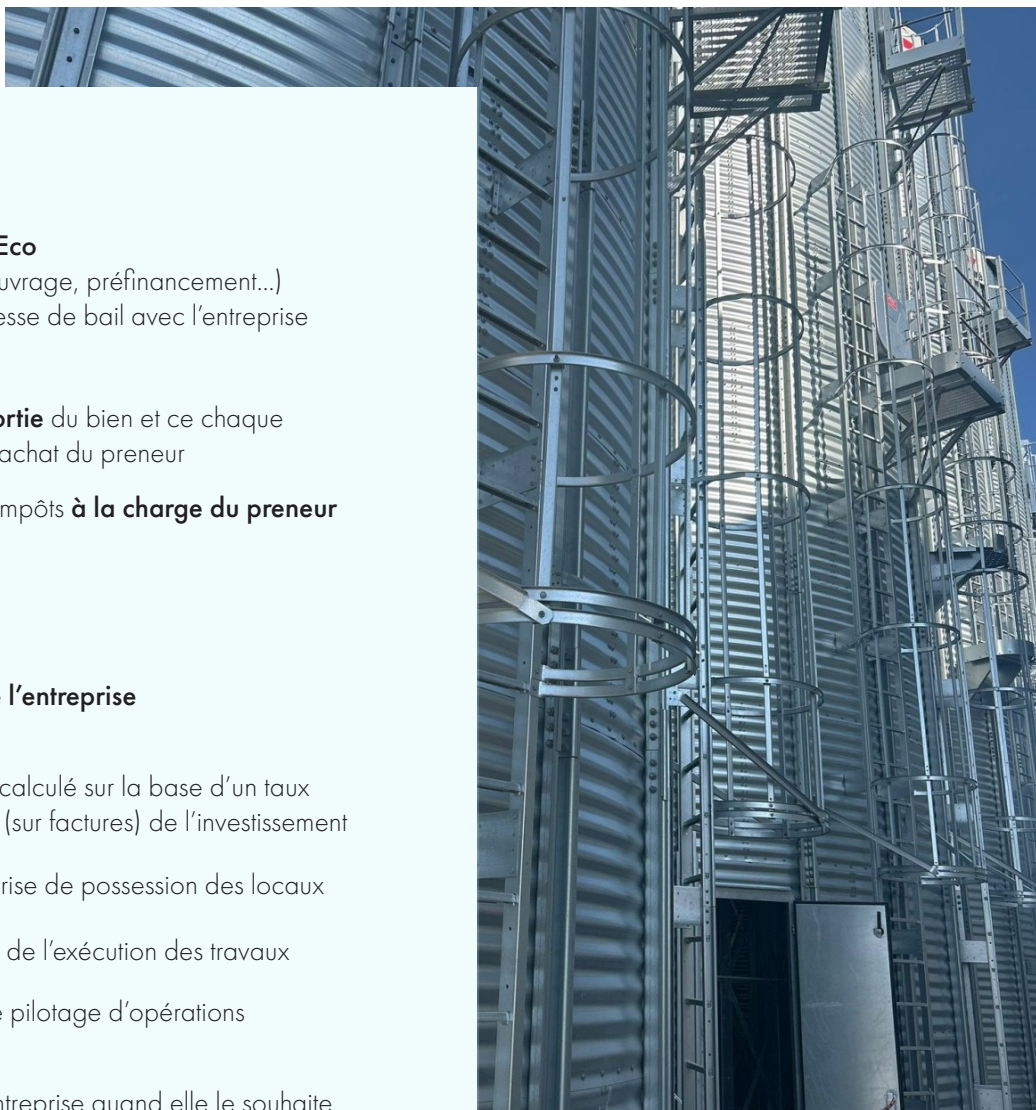 Eco
uvrage, préfinancement...)
esse de bail avec l'entreprise
ortie du bien et ce chaque
achat du preneur
impôts à la charge du preneur
l'entreprise
calculé sur la base d'un taux
(sur factures) de l'investissement
rise de possession des locaux
de l'exécution des travaux
pilotage d'opérations
ntreprise quand elle le souhaite